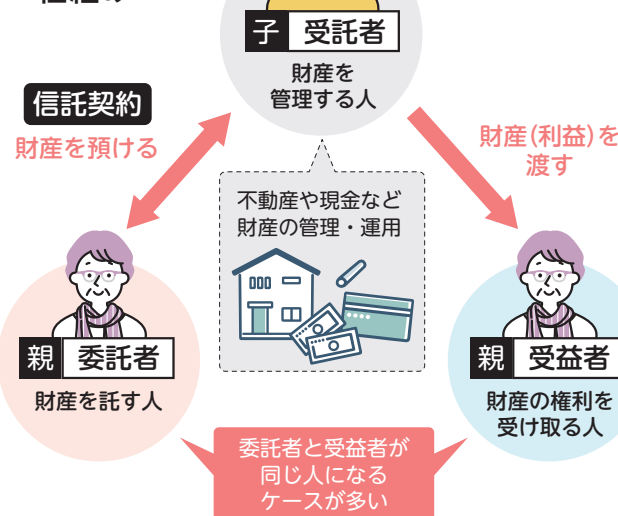 子 受託者
財産を
管理する人
信託契約
財産を預ける
財産(利益)を
渡す
不動産や現金など
財産の管理・運用
親 委託者
財産を託す人
親 受益者
財産の権利を
受け取る人
委託者と受益者が
同じ人になる
ケースが多い